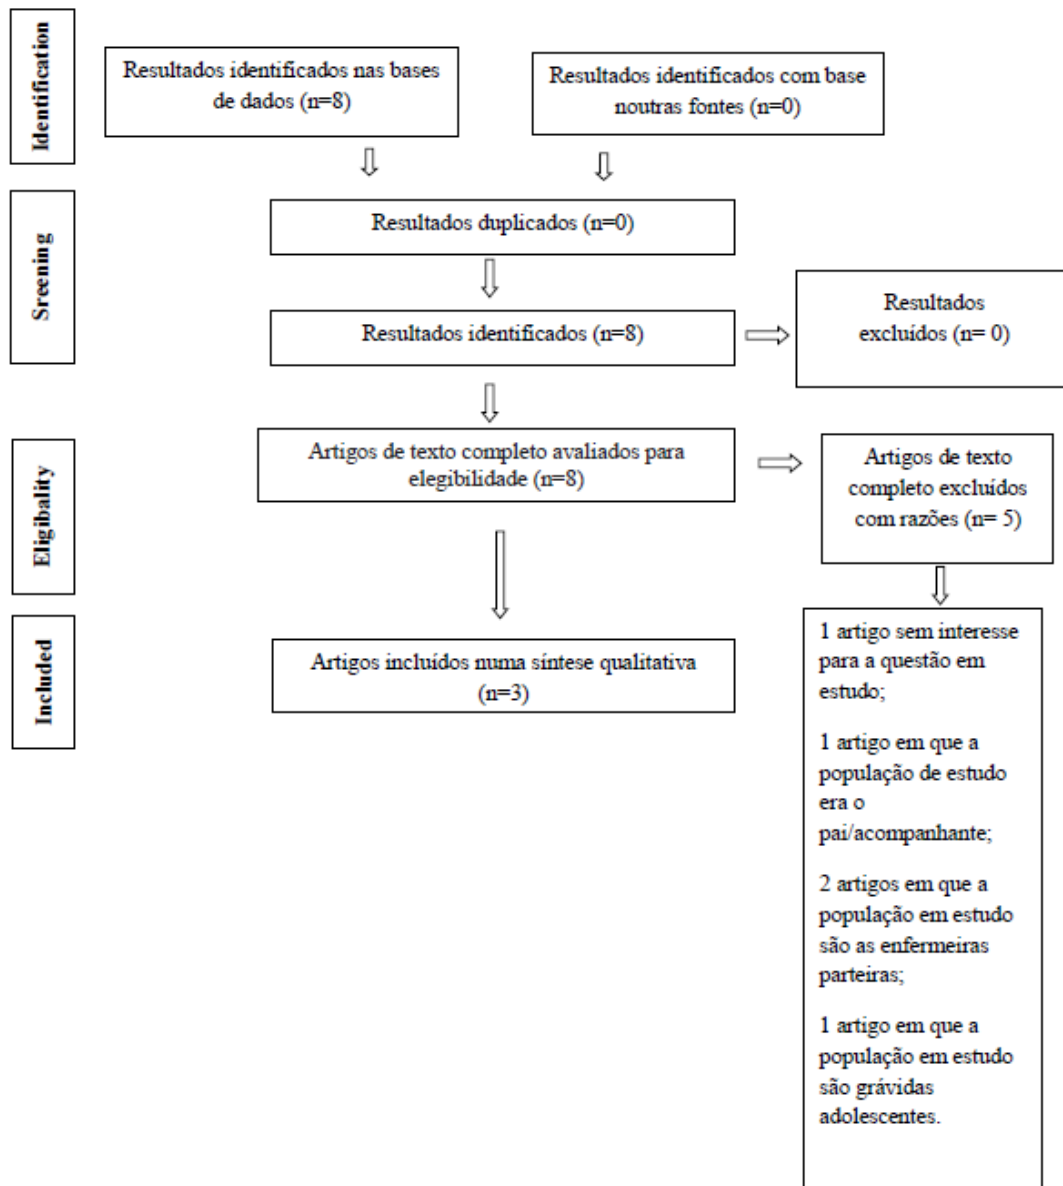 Identification
Resultados identificados nas bases
de dados (n=8)
Resultados identificados com base
noutras fontes (n=0)
Sreening
Resultados duplicados (n=0)
Resultados identificados (n=8)
Resultados
excluídos (n= 0)
Eligibality
Artigos de texto completo avaliados para
elegibilidade (n=8)
Artigos de texto
completo excluídos
com razões (n= 5)
Included
Artigos incluídos numa síntese qualitativa
(n=3)
1 artigo sem interesse
para a questão em
estudo;
1 artigo em que a
população de estudo
era o
pai/acompanhante;
2 artigos em que a
população em estudo
são as enfermeiras
parteiras;
1 artigo em que a
população em estudo
são grávidas
adolescentes.